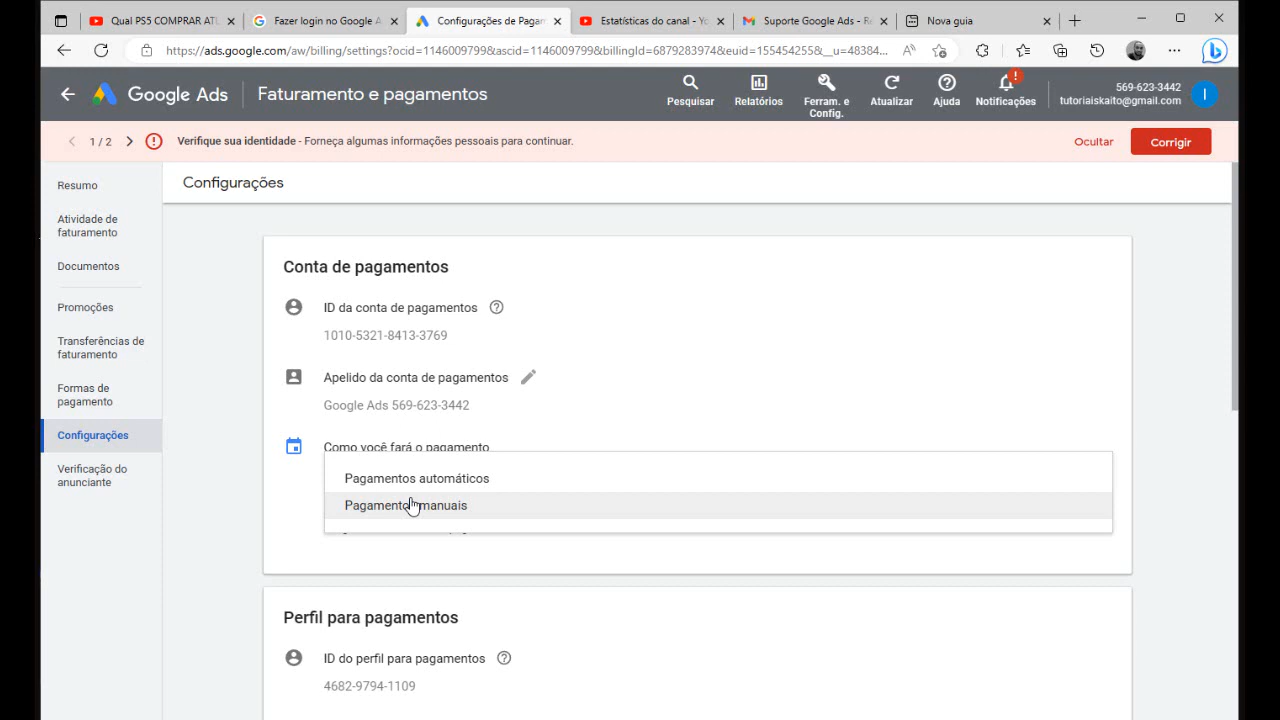 Qual PS5 COMPRAR AT
Fazer login no Google A
Configurações de Pagam
Estatísticas do canal - Yo
Suporte Google Ads - R
Nova guia
https://ads.google.com/aw/billing/settings?ocid=1146009799&ascid=1146009799&billingId=6879283974&euid=1554542558&__u=48384...
Google Ads
Faturamento e pagamentos
Pesquisar
Relatórios
Ferram. e
Config.
Atualizar
Ajuda
Notificações
569-623-3442
tutoriaiskaito@gmail.com
I
1 / 2
Verifique sua identidade - Forneça algumas informações pessoais para continuar.
Ocultar
Corrigir
Resumo
Atividade de
faturamento
Documentos
Promoções
Transferências de
faturamento
Formas de
pagamento
Configurações
Verificação do
anunciante
Configurações
Conta de pagamentos
ID da conta de pagamentos
1010-5321-8413-3769
Apelido da conta de pagamentos
Google Ads 569-623-3442
Como você fará o pagamento
Pagamentos automáticos
Pagamentos manuais
Perfil para pagamentos
ID do perfil para pagamentos
4682-9794-1109